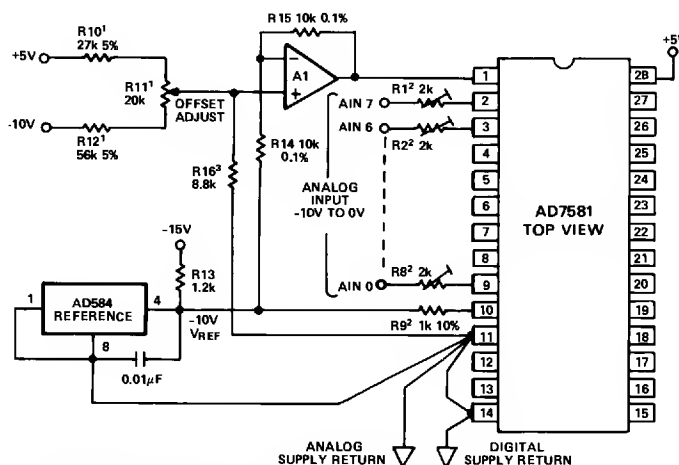 R15 10k 0.1%
R10¹
27k 5%
+5V
R11¹
20k
OFFSET
ADJUST
-10V
R12¹
56k 5%
A1
−
+
R14 10k
0.1%
R16³
8.8k
-15V
R13
1.2k
AD584
REFERENCE
1
4
8
-10V
VREF
0.01µF
AIN 7
R1² 2k
AIN 6
R2² 2k
ANALOG
INPUT
-10V TO 0V
AIN 0
R8² 2k
R9² 1k 10%
AD7581
TOP VIEW
+5V
1
2
3
4
5
6
7
8
9
10
11
12
13
14
28
27
26
25
24
23
22
21
20
19
18
17
16
15
ANALOG
SUPPLY RETURN
DIGITAL
SUPPLY RETURN